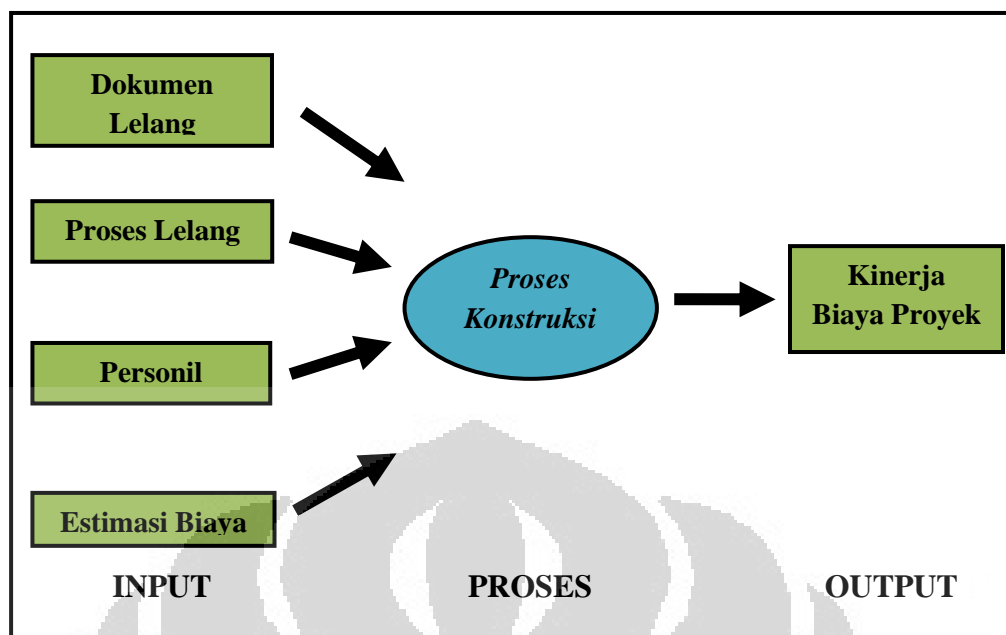 Dokumen
Lelang
Proses Lelang
Personil
Estimasi Biaya
Proses
Konstruksi
Kinerja
Biaya Proyek
INPUT
PROSES
OUTPUT